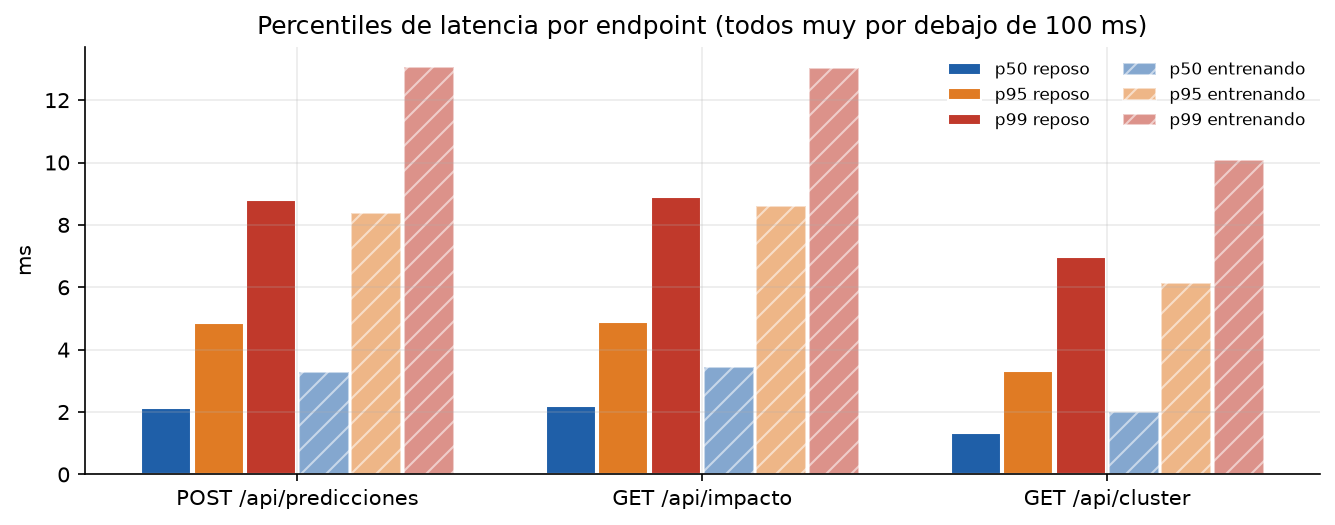 Percentiles de latencia por endpoint (todos muy por debajo de 100 ms)
p50 reposo
p95 reposo
p99 reposo
p50 entrenando
p95 entrenando
p99 entrenando
ms
12
10
8
6
4
2
0
POST /api/predicciones
GET /api/impacto
GET /api/cluster